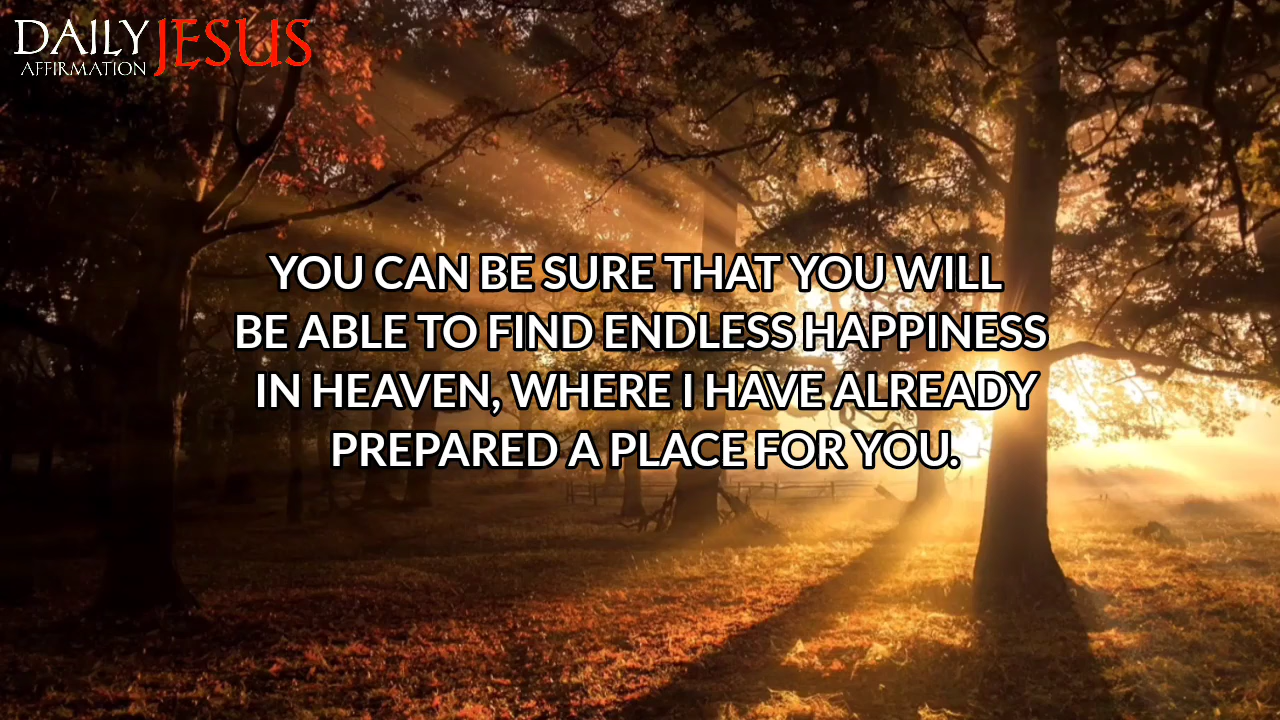 DAILY JESUS
AFFIRMATION
YOU CAN BE SURE THAT YOU WILL
BE ABLE TO FIND ENDLESS HAPPINESS
IN HEAVEN, WHERE I HAVE ALREADY
PREPARED A PLACE FOR YOU.